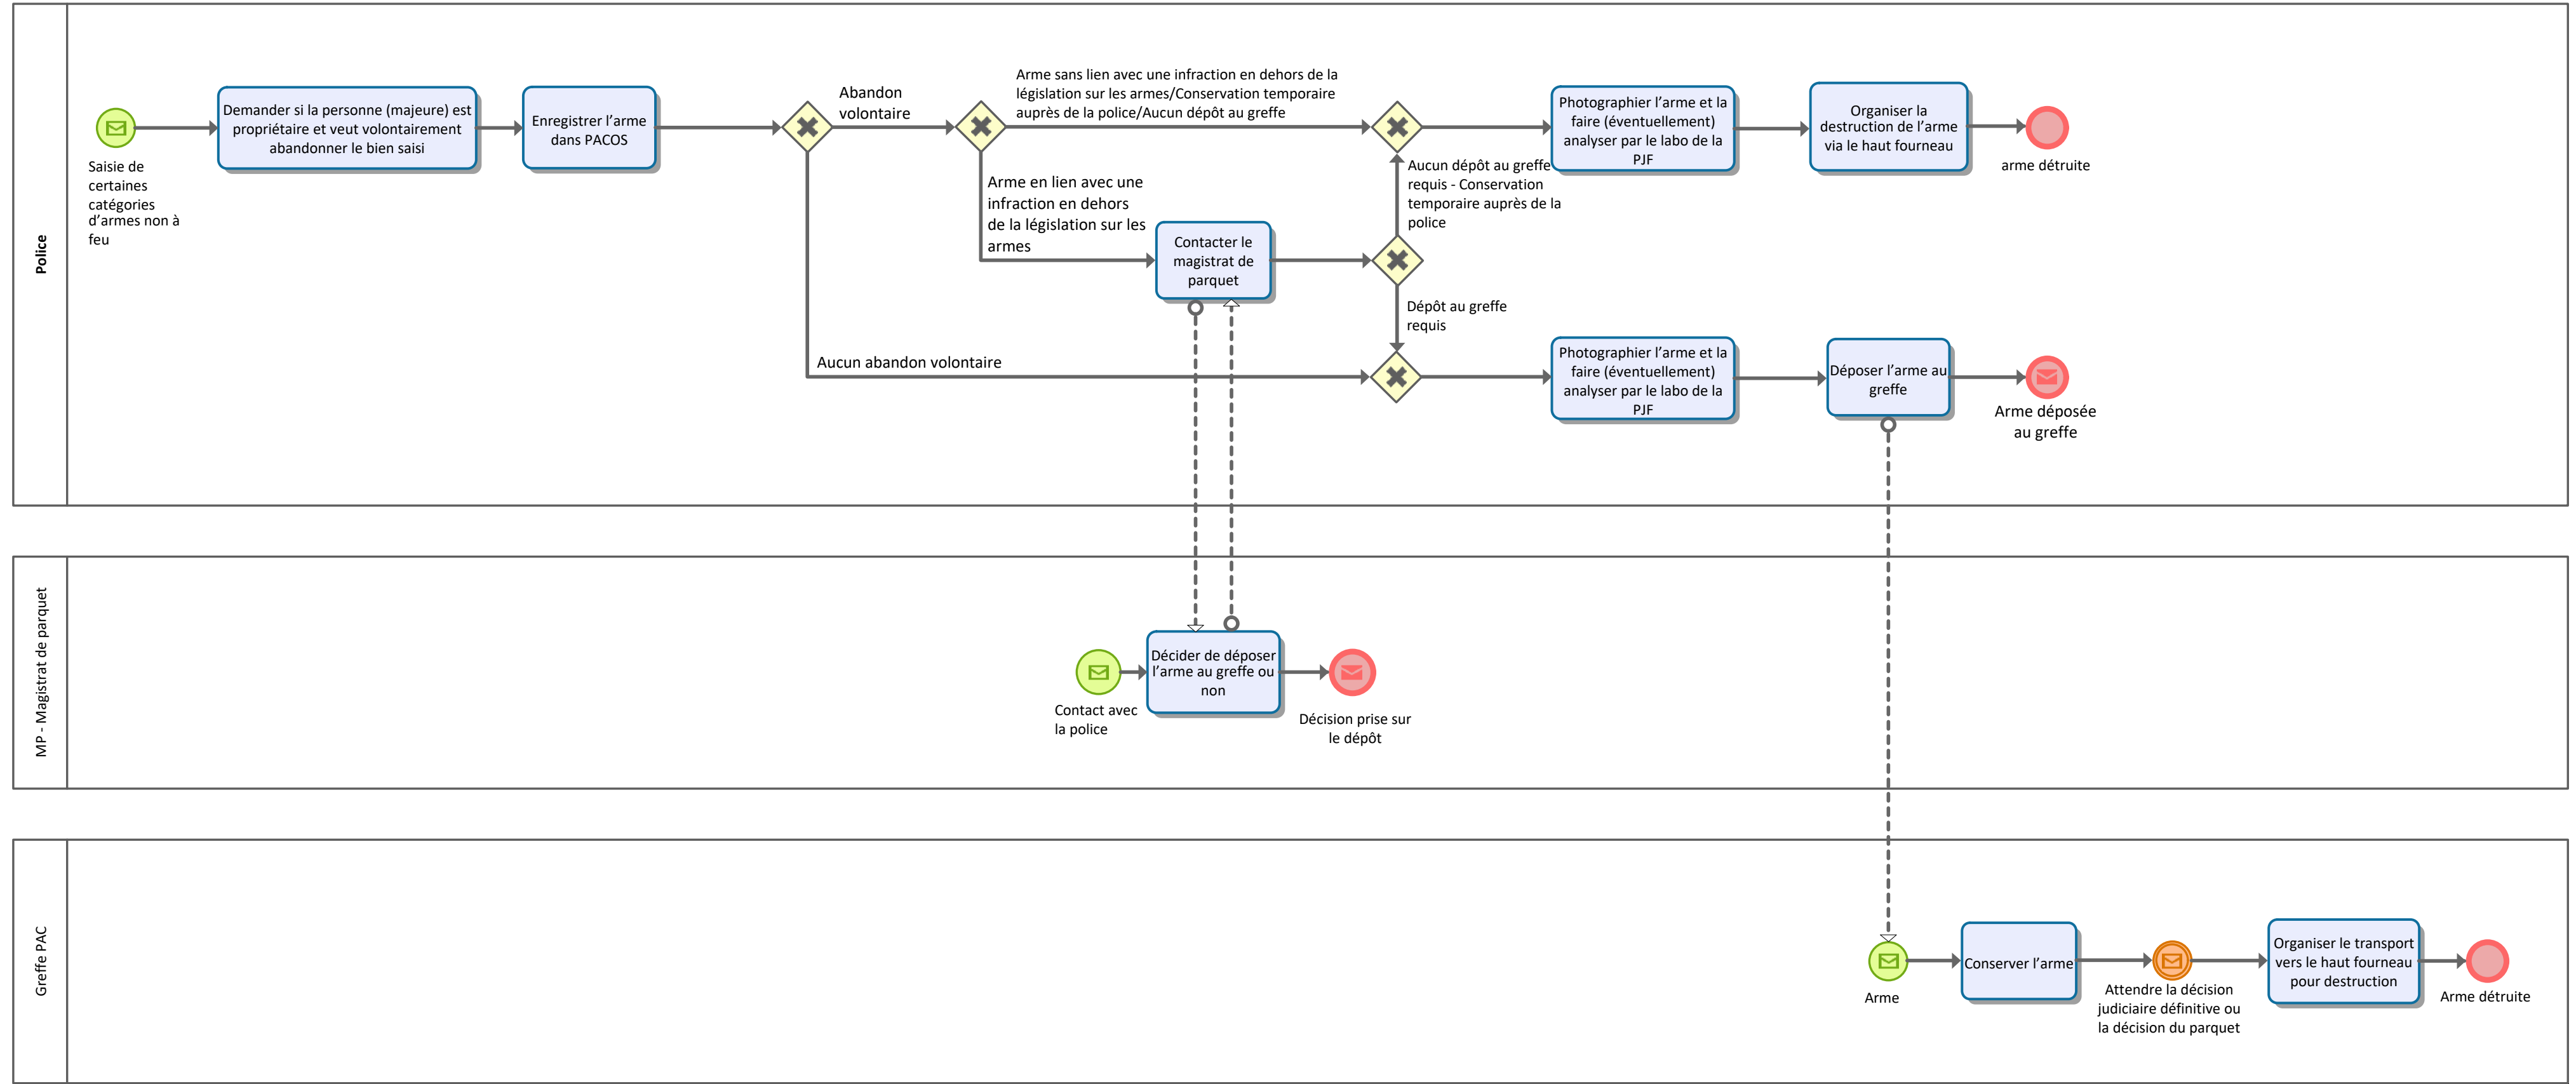 Police
Saisie de
certaines
catégories
d’armes non à
feu
Demander si la personne (majeure) est
propriétaire et veut volontairement
abandonner le bien saisi
Enregistrer l’arme
dans PACOS
Abandon
volontaire
Aucun abandon volontaire
Arme sans lien avec une infraction en dehors de la
législation sur les armes/Conservation temporaire
auprès de la police/Aucun dépôt au greffe
Arme en lien avec une
infraction en dehors
de la législation sur les
armes
Contacter le
magistrat de
parquet
Aucun dépôt au greffe
requis - Conservation
temporaire auprès de la
police
Dépôt au greffe
requis
Photographier l’arme et la
faire (éventuellement)
analyser par le labo de la
PJF
Organiser la
destruction de l’arme
via le haut fourneau
arme détruite
Photographier l’arme et la
faire (éventuellement)
analyser par le labo de la
PJF
Déposer l’arme au
greffe
Arme déposée
au greffe
MP - Magistrat de parquet
Contact avec
la police
Décider de déposer
l’arme au greffe ou
non
Décision prise sur
le dépôt
Greffe PAC
Arme
Conserver l’arme
Attendre la décision
judiciaire définitive ou
la décision du parquet
Organiser le transport
vers le haut fourneau
pour destruction
Arme détruite